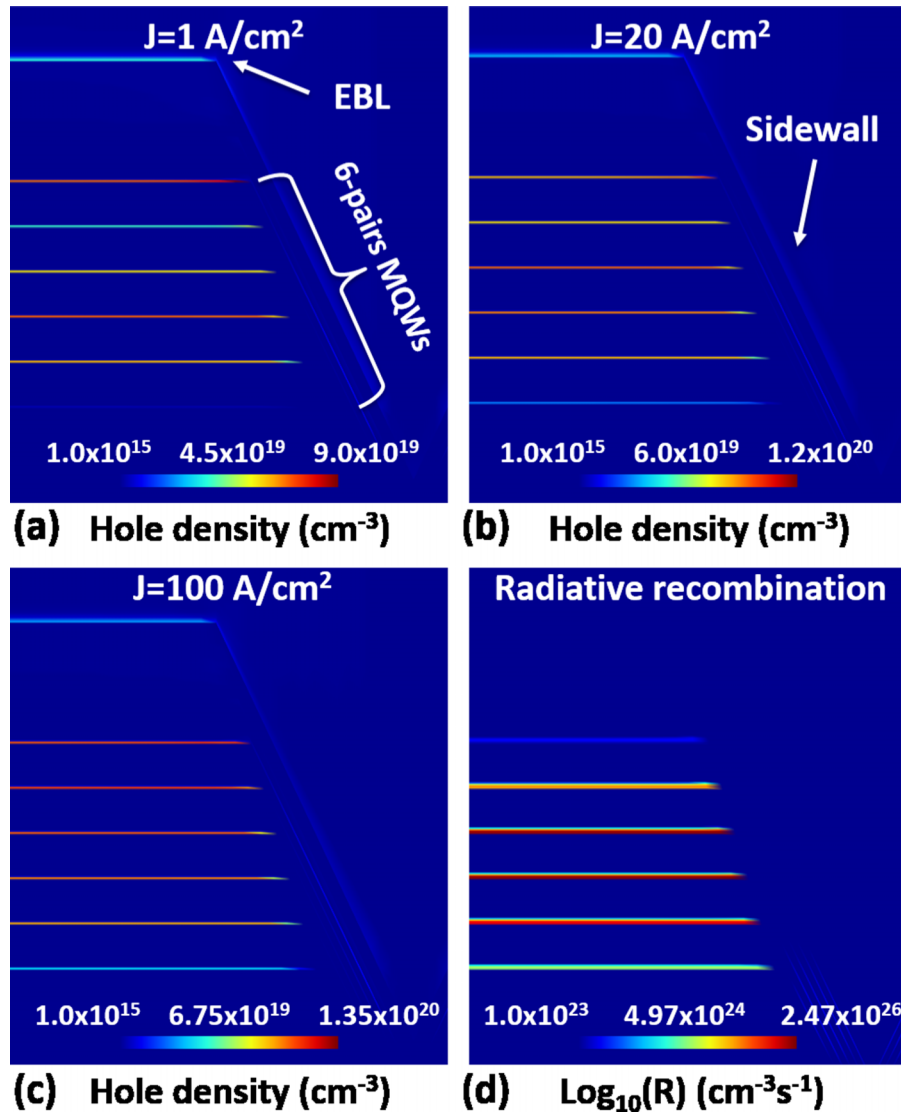 J=1 A/cm²
EBL
6-pairs MQWs
1.0x10¹⁵ 4.5x10¹⁹ 9.0x10¹⁹
(a) Hole density (cm⁻³)
J=20 A/cm²
Sidewall
1.0x10¹⁵ 6.0x10¹⁹ 1.2x10²⁰
(b) Hole density (cm⁻³)
J=100 A/cm²
1.0x10¹⁵ 6.75x10¹⁹ 1.35x10²⁰
(c) Hole density (cm⁻³)
Radiative recombination
1.0x10²³ 4.97x10²⁴ 2.47x10²⁶
(d) Log₁₀(R) (cm⁻³s⁻¹)